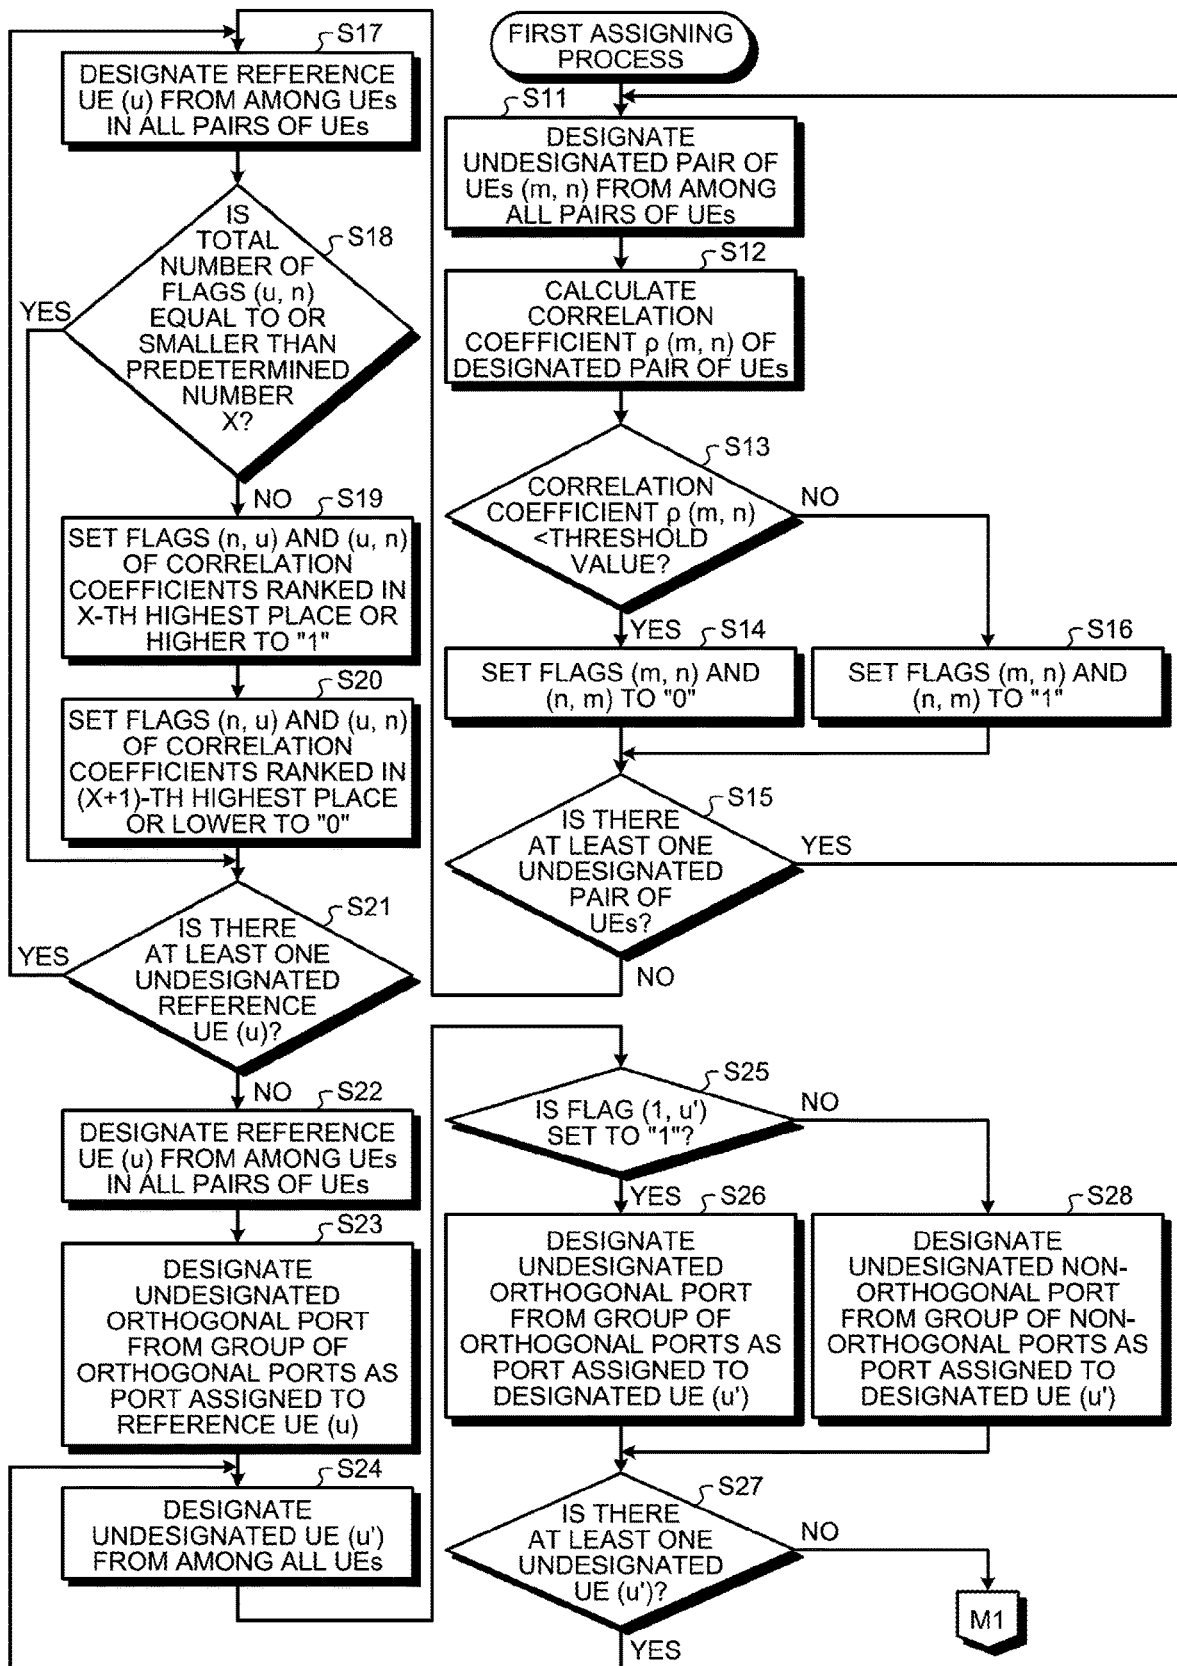 FIRST ASSIGNING
PROCESS
S11
DESIGNATE
UNDESIGNATED PAIR OF
UEs (m, n) FROM AMONG
ALL PAIRS OF UEs
S12
CALCULATE
CORRELATION
COEFFICIENT ρ (m, n) OF
DESIGNATED PAIR OF UEs
S13
CORRELATION
COEFFICIENT ρ (m, n)
<THRESHOLD
VALUE?
NO
YES
S14
SET FLAGS (m, n) AND
(n, m) TO "0"
S16
SET FLAGS (m, n) AND
(n, m) TO "1"
S15
IS THERE
AT LEAST ONE
UNDESIGNATED
PAIR OF
UEs?
YES
NO
S17
DESIGNATE REFERENCE
UE (u) FROM AMONG UEs
IN ALL PAIRS OF UEs
S18
IS
TOTAL
NUMBER OF
FLAGS (u, n)
EQUAL TO OR
SMALLER THAN
PREDETERMINED
NUMBER
X?
YES
NO
S19
SET FLAGS (n, u) AND (u, n)
OF CORRELATION
COEFFICIENTS RANKED IN
X-TH HIGHEST PLACE OR
HIGHER TO "1"
S20
SET FLAGS (n, u) AND (u, n)
OF CORRELATION
COEFFICIENTS RANKED IN
(X+1)-TH HIGHEST PLACE
OR LOWER TO "0"
S21
IS THERE
AT LEAST ONE
UNDESIGNATED
REFERENCE
UE (u)?
YES
NO
S22
DESIGNATE REFERENCE
UE (u) FROM AMONG UEs
IN ALL PAIRS OF UEs
S23
DESIGNATE
UNDESIGNATED
ORTHOGONAL PORT
FROM GROUP OF
ORTHOGONAL PORTS AS
PORT ASSIGNED TO
REFERENCE UE (u)
S24
DESIGNATE
UNDESIGNATED UE (u')
FROM AMONG ALL UEs
S25
IS FLAG (1, u')
SET TO "1"?
NO
YES
S26
DESIGNATE
UNDESIGNATED
ORTHOGONAL PORT
FROM GROUP OF
ORTHOGONAL PORTS AS
PORT ASSIGNED TO
DESIGNATED UE (u')
S28
DESIGNATE
UNDESIGNATED NON-
ORTHOGONAL PORT
FROM GROUP OF NON-
ORTHOGONAL PORTS AS
PORT ASSIGNED TO
DESIGNATED UE (u')
S27
IS THERE
AT LEAST ONE
UNDESIGNATED
UE (u')?
NO
YES
M1